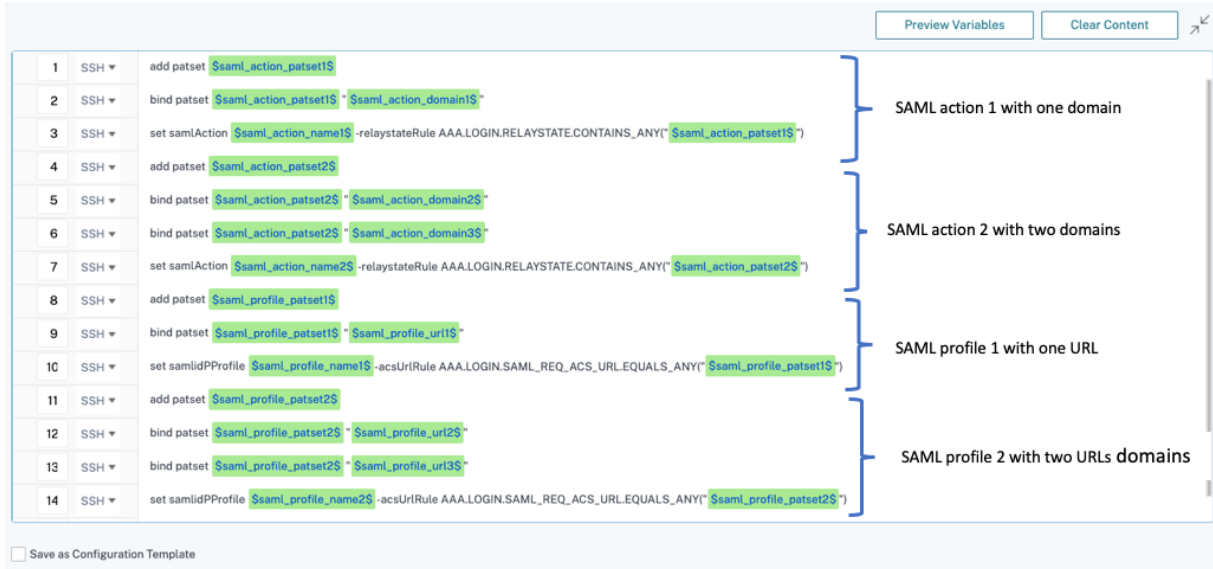 Preview Variables Clear Content
1 SSH add patset $saml_action_patset1$
2 SSH bind patset $saml_action_patset1$ " $saml_action_domain1$"
3 SSH set samlAction $saml_action_name1$ -relaystateRule AAA.LOGIN.RELAYSTATE.CONTAINS_ANY(" $saml_action_patset1$ ")
SAML action 1 with one domain
4 SSH add patset $saml_action_patset2$
5 SSH bind patset $saml_action_patset2$ " $saml_action_domain2$"
6 SSH bind patset $saml_action_patset2$ " $saml_action_domain3$"
7 SSH set samlAction $saml_action_name2$ -relaystateRule AAA.LOGIN.RELAYSTATE.CONTAINS_ANY(" $saml_action_patset2$ ")
SAML action 2 with two domains
8 SSH add patset $saml_profile_patset1$
9 SSH bind patset $saml_profile_patset1$ " $saml_profile_url1$ "
10 SSH set samlidPProfile $saml_profile_name1$ -acsUrlRule AAA.LOGIN.SAML_REQ_ACS_URL.EQUALS_ANY(" $saml_profile_patset1$ ")
SAML profile 1 with one URL
11 SSH add patset $saml_profile_patset2$
12 SSH bind patset $saml_profile_patset2$ " $saml_profile_url2$ "
13 SSH bind patset $saml_profile_patset2$ " $saml_profile_url3$ "
14 SSH set samlidPProfile $saml_profile_name2$ -acsUrlRule AAA.LOGIN.SAML_REQ_ACS_URL.EQUALS_ANY(" $saml_profile_patset2$ ")
SAML profile 2 with two URLs domains
Save as Configuration Template